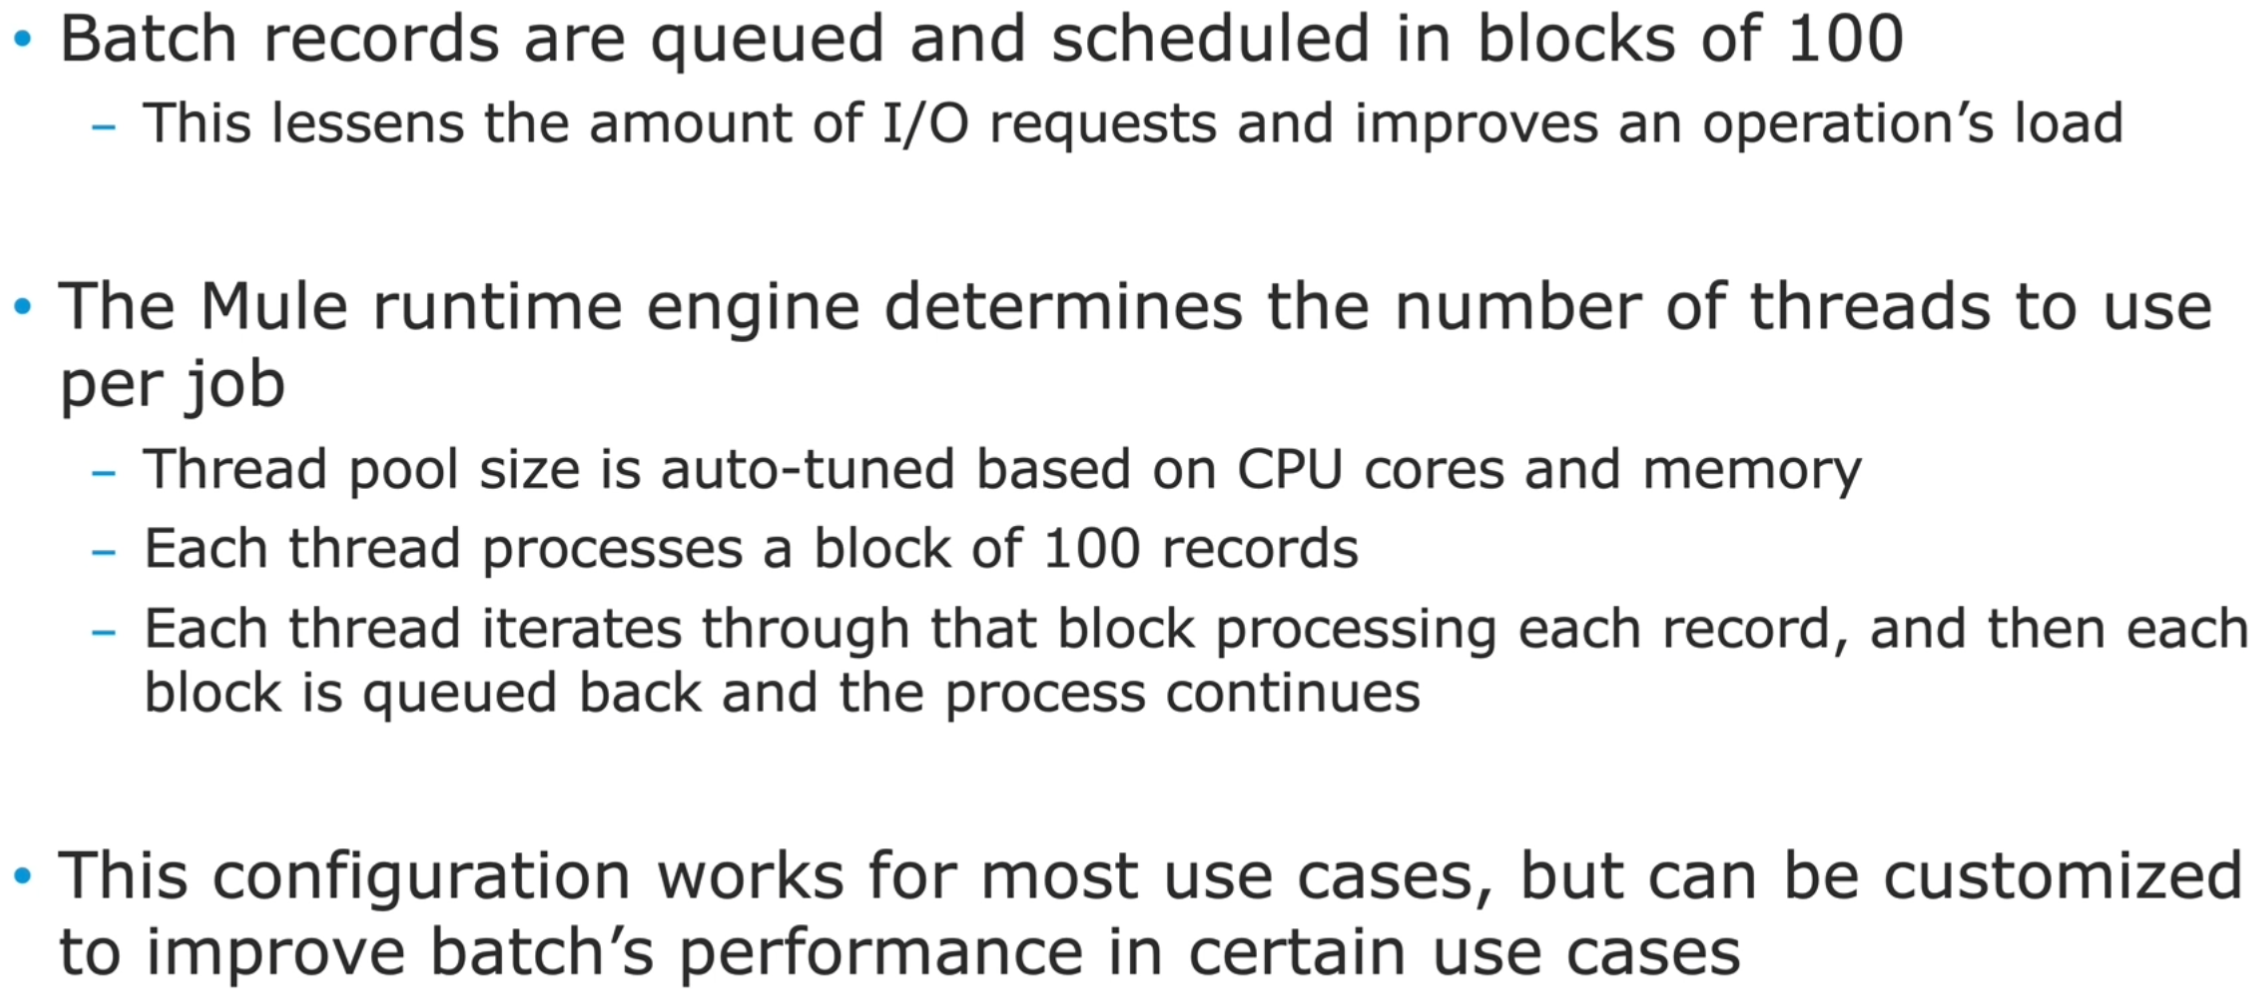 • Batch records are queued and scheduled in blocks of 100
– This lessens the amount of I/O requests and improves an operation’s load
• The Mule runtime engine determines the number of threads to use
per job
– Thread pool size is auto-tuned based on CPU cores and memory
– Each thread processes a block of 100 records
– Each thread iterates through that block processing each record, and then each
block is queued back and the process continues
• This configuration works for most use cases, but can be customized
to improve batch’s performance in certain use cases